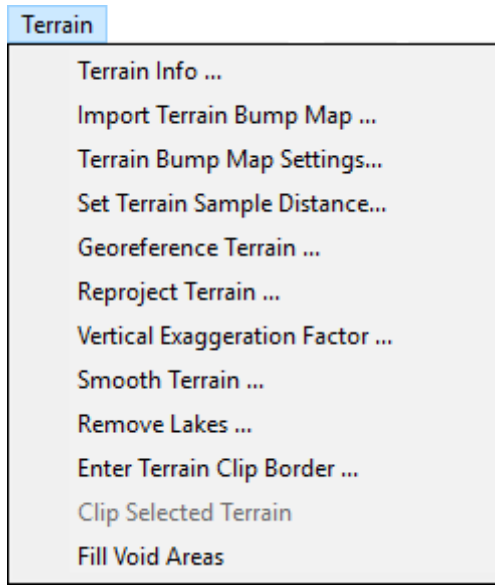 Terrain
Terrain Info ...
Import Terrain Bump Map ...
Terrain Bump Map Settings...
Set Terrain Sample Distance...
Georeference Terrain ...
Reproject Terrain ...
Vertical Exaggeration Factor ...
Smooth Terrain ...
Remove Lakes ...
Enter Terrain Clip Border ...
Clip Selected Terrain
Fill Void Areas